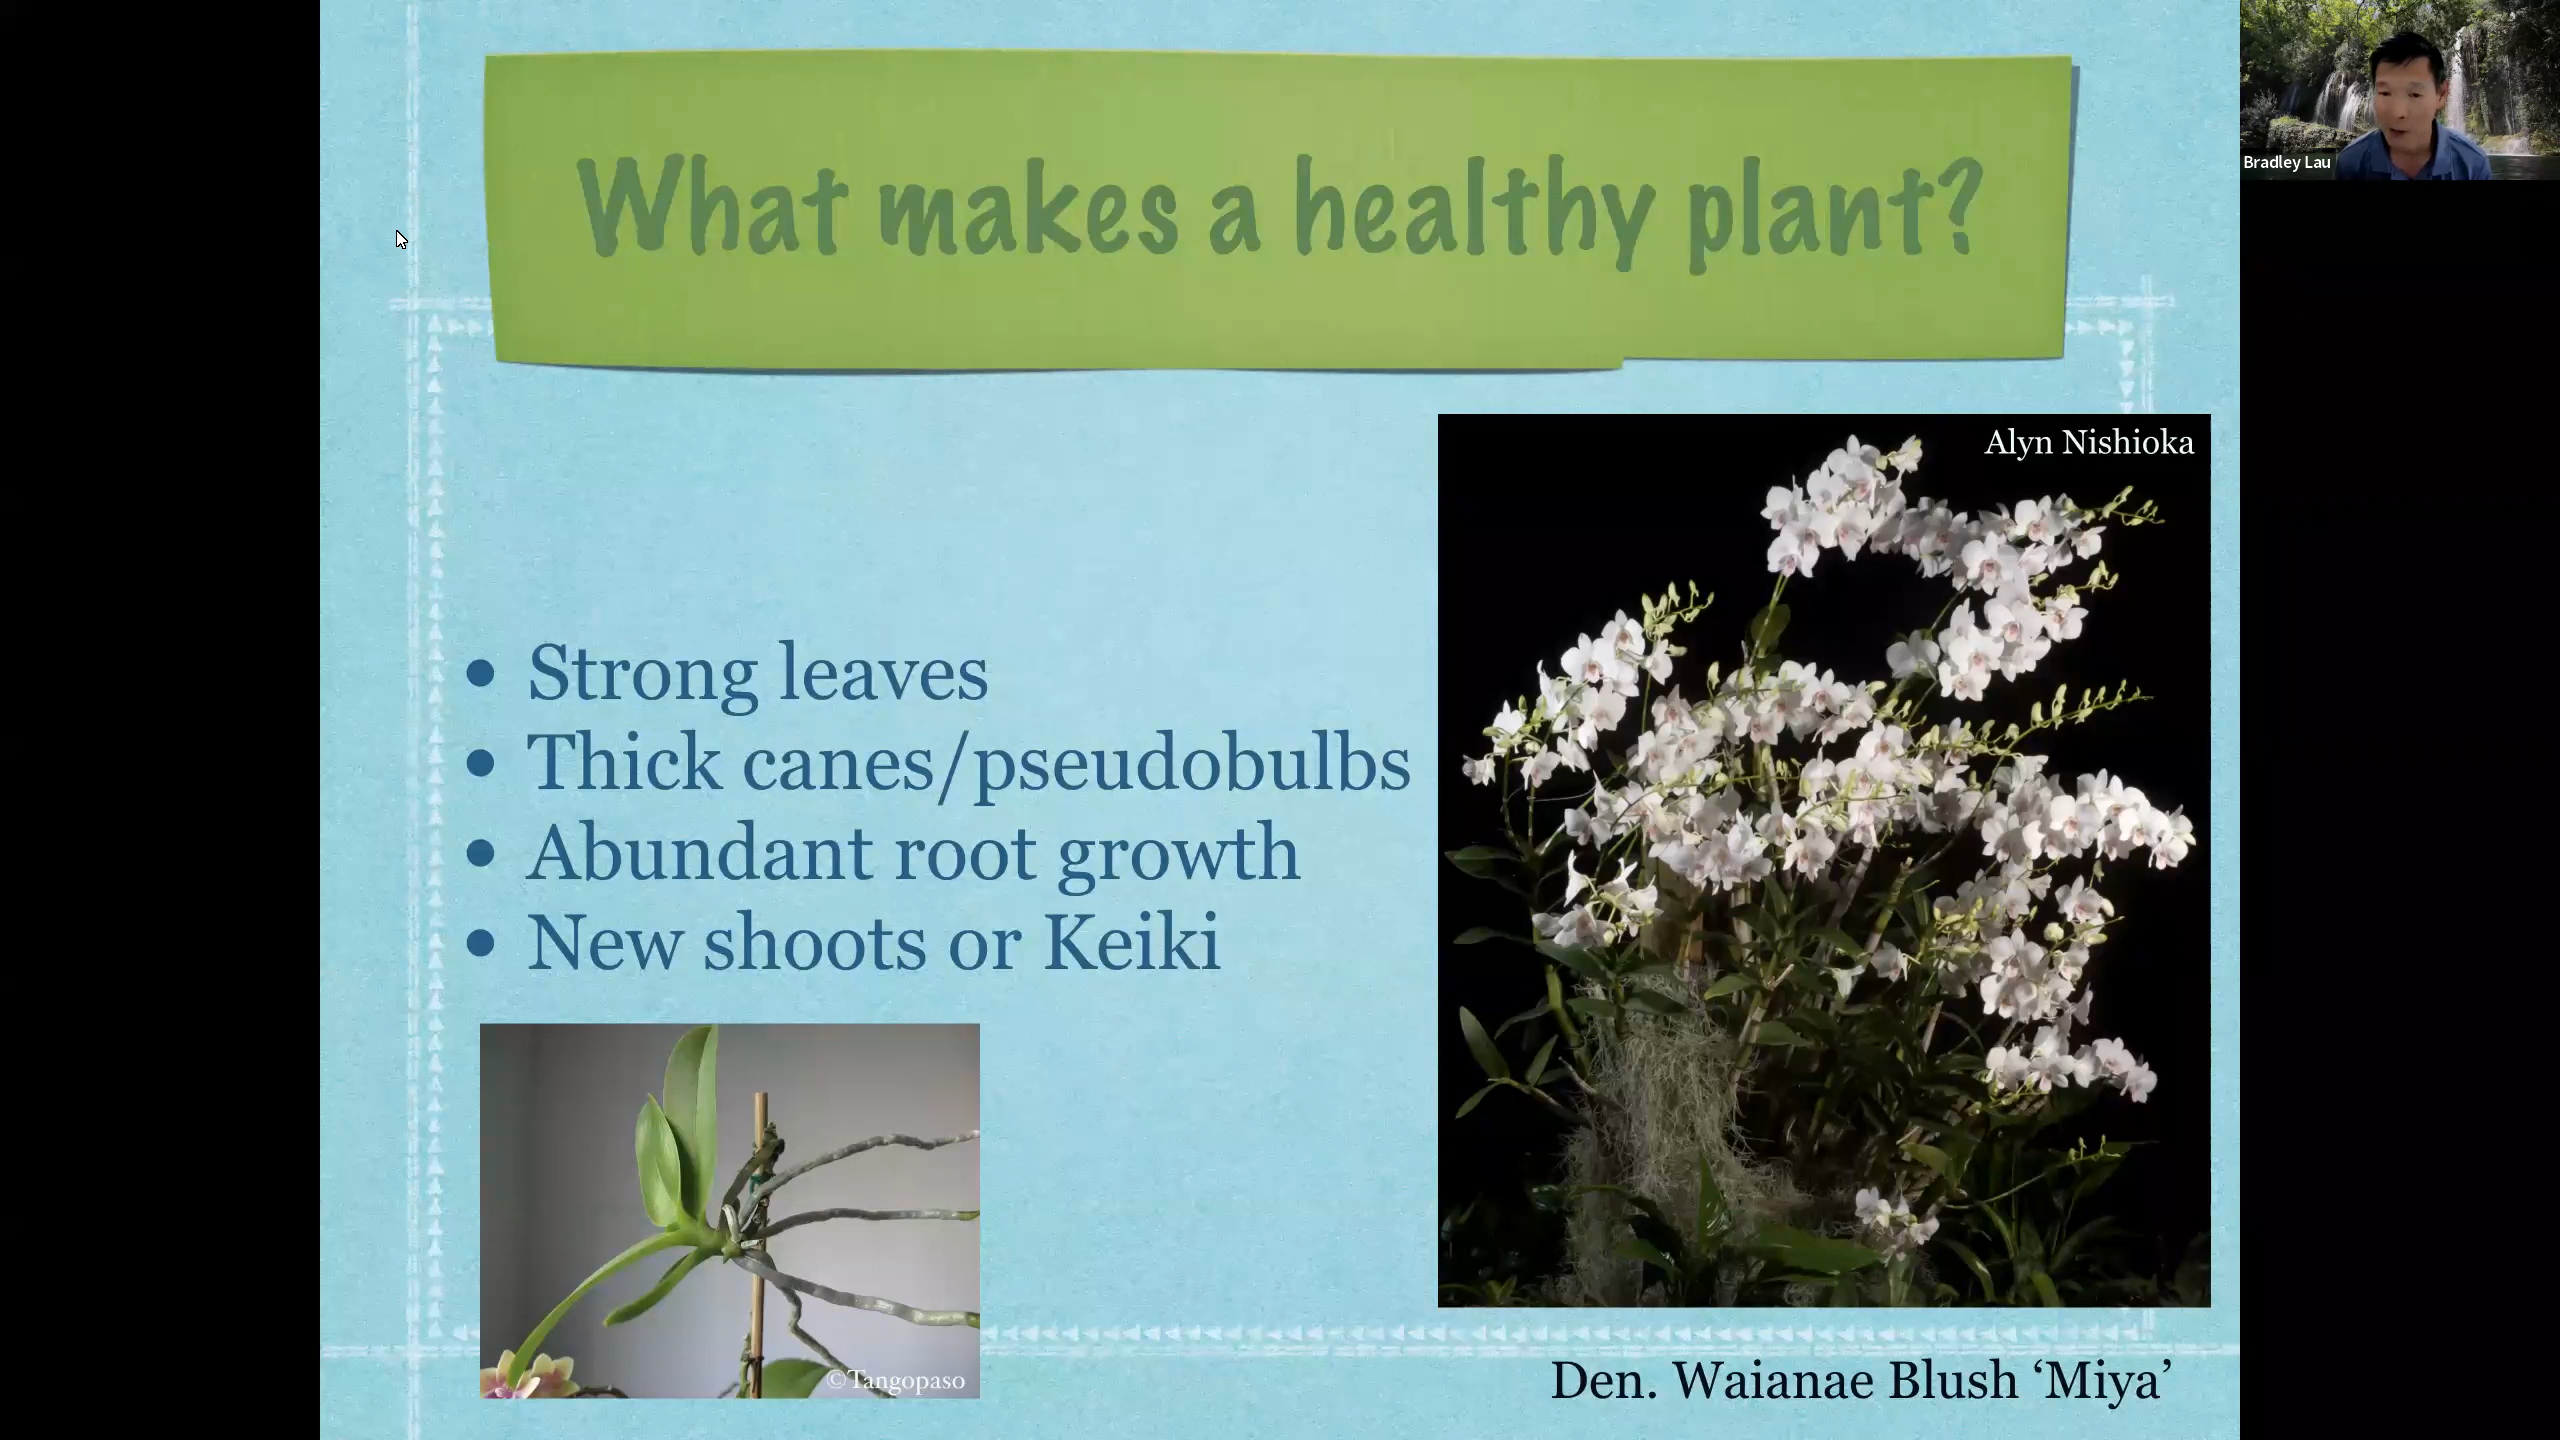 What makes a healthy plant?
Bradley Lau
Alyn Nishioka
• Strong leaves
• Thick canes/pseudobulbs
• Abundant root growth
• New shoots or Keiki
©Tangopaso
Den. Waianae Blush ‘Miya’